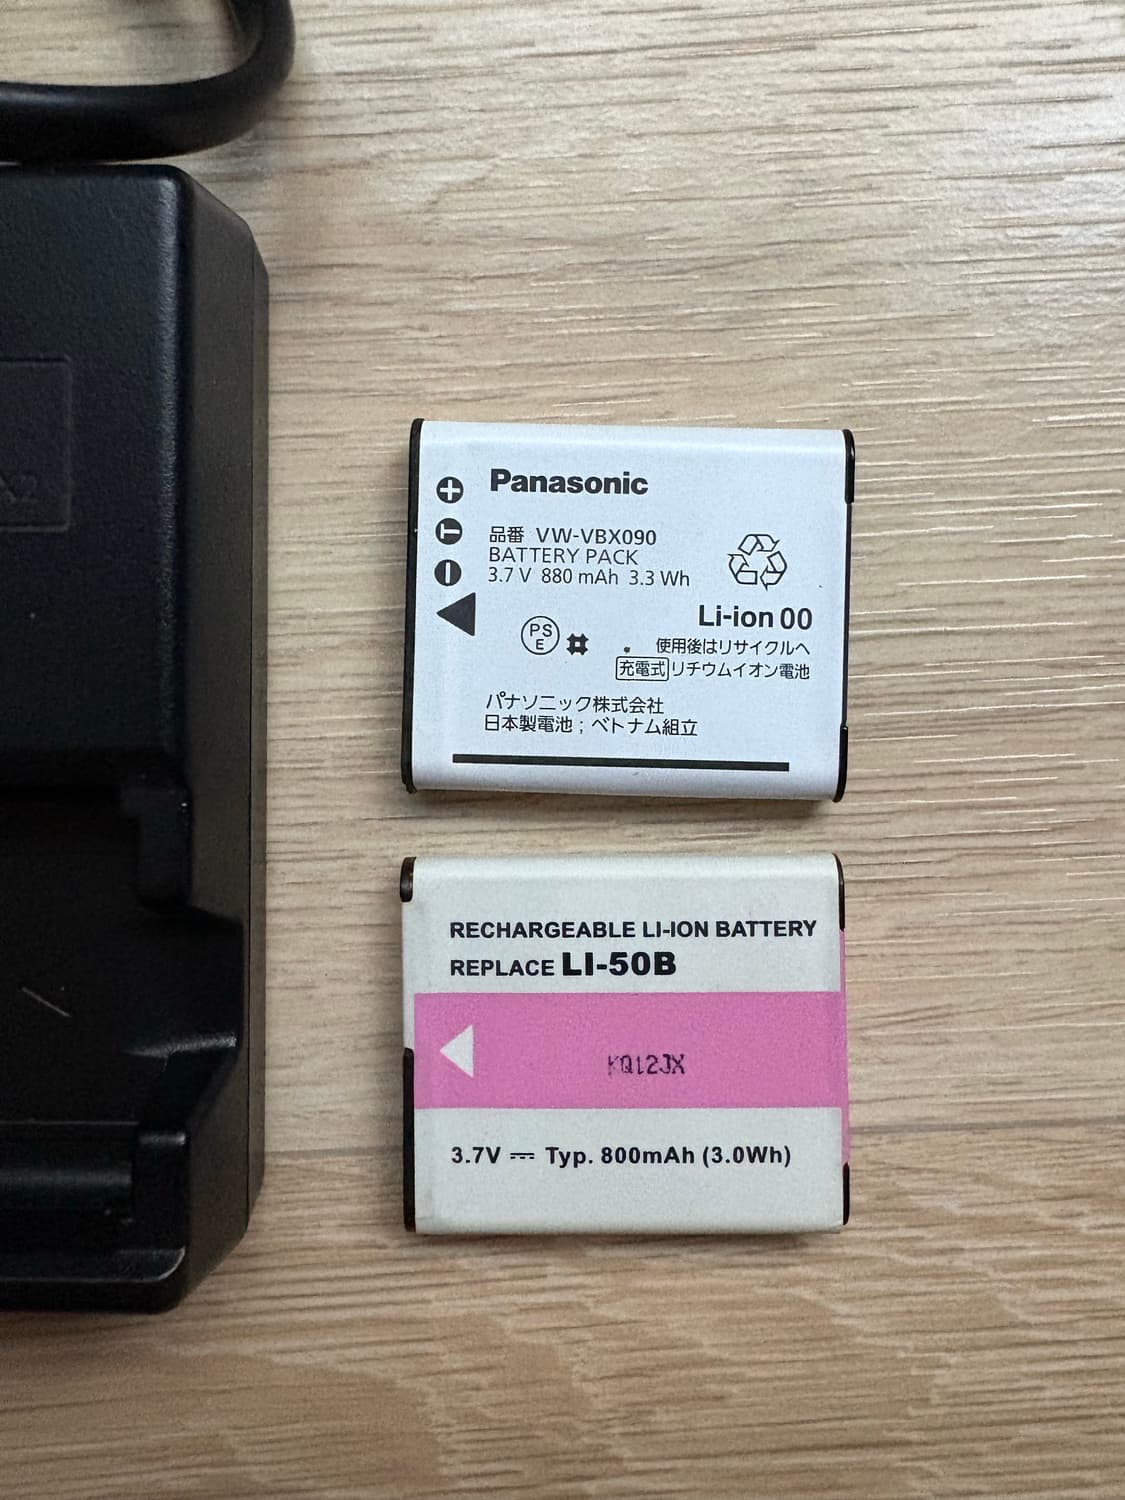 X2
Panasonic
品番 VW-VBX090
BATTERY PACK
3.7 V 880 mAh 3.3 Wh
T
Li-ion 00
PS
E
使用後はリサイクルへ
充電式 リチウムイオン電池
パナソニック株式会社
日本製電池；ベトナム組立
RECHARGEABLE LI-ION BATTERY
REPLACE LI-50B
KQ12JX
3.7V ⎓ Typ. 800mAh (3.0Wh)